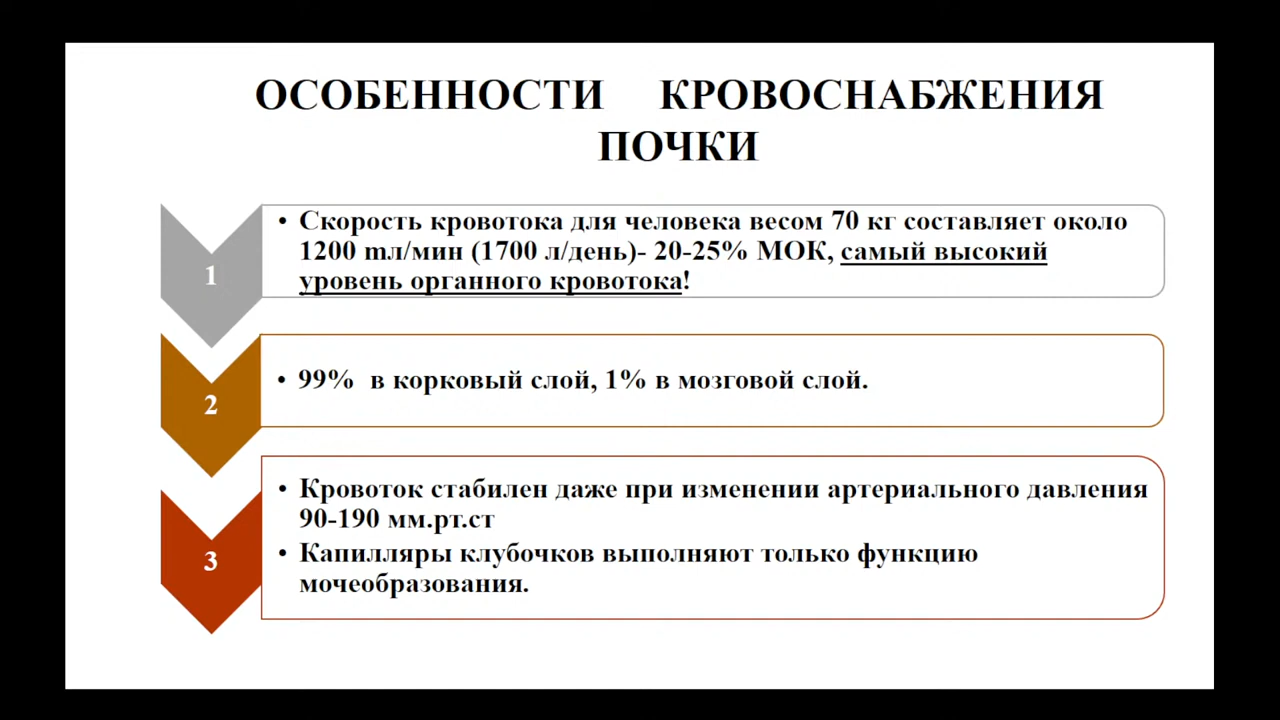 ОСОБЕННОСТИ КРОВОСНАБЖЕНИЯ
ПОЧКИ
1
• Скорость кровотока для человека весом 70 кг составляет около
1200 mл/мин (1700 л/день)- 20-25% МОК, самый высокий
уровень органного кровотока!
2
• 99% в корковый слой, 1% в мозговой слой.
3
• Кровоток стабилен даже при изменении артериального давления
90-190 мм.рт.ст
• Капилляры клубочков выполняют только функцию
мочеобразования.